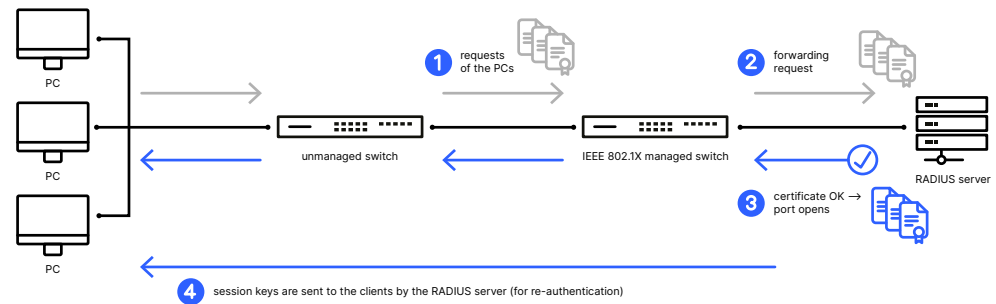 PC
PC
PC
1
requests
of the PCs
2
forwarding
request
unmanaged switch
IEEE 802.1X managed switch
RADIUS server
3
certificate OK →
port opens
4
session keys are sent to the clients by the RADIUS server (for re-authentication)